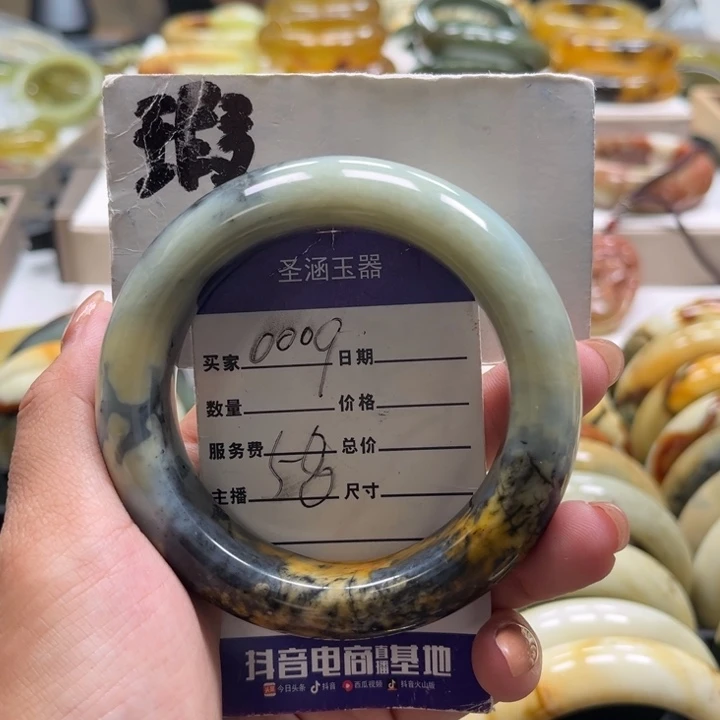 瑕
圣涵玉器
买家 0009 日期
数量 价格
服务费 总价
主播 58 尺寸
抖音电商直播基地
今日头条 抖音 西瓜视频 抖音火山版